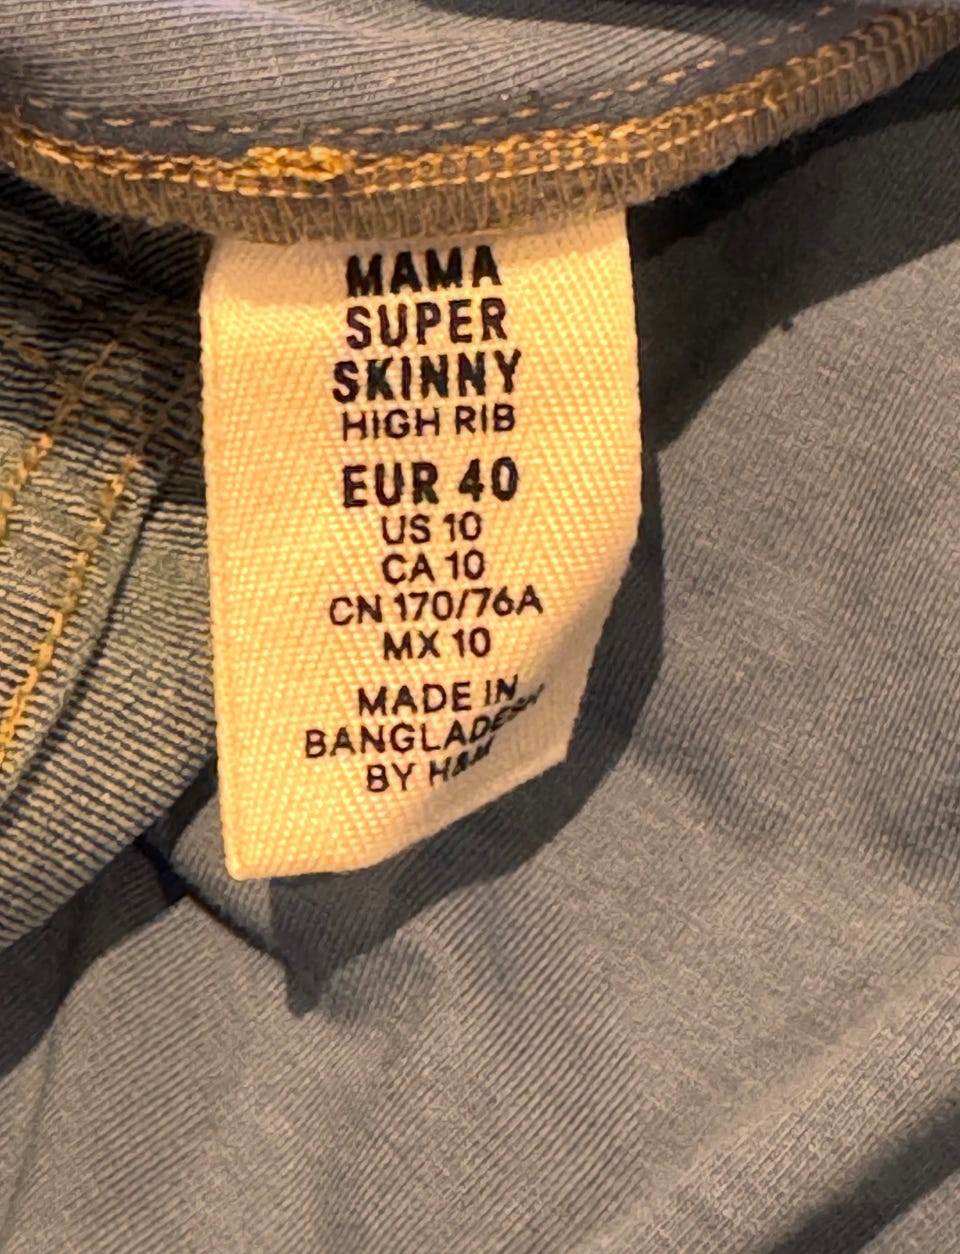 MAMA
SUPER
SKINNY
HIGH RIB
EUR 40
US 10
CA 10
CN 170/76A
MX 10
MADE IN
BANGLADESH
BY H&M